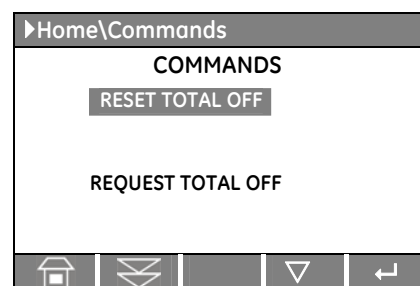 Home\Commands
COMMANDS
RESET TOTAL OFF
REQUEST TOTAL OFF